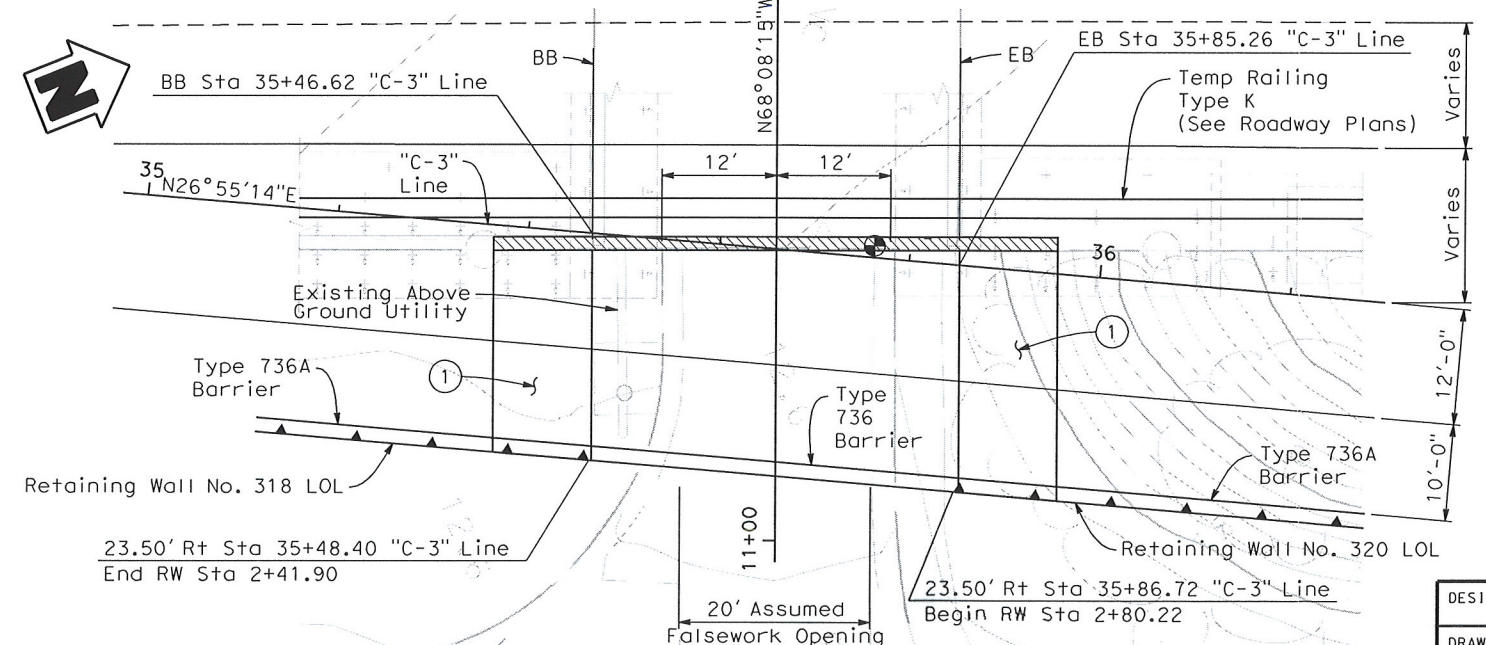 N68°08'15"W
BB
EB
EB Sta 35+85.26 "C-3" Line
BB Sta 35+46.62 "C-3" Line
Temp Railing
Type K
(See Roadway Plans)
Varies
N
35
N26°55'14"E
"C-3"
Line
12'
12'
Varies
36
Existing Above
Ground Utility
1
Type 736A
Barrier
1
Type
736
Barrier
12'-0"
Type 736A
Barrier
10'-0"
Retaining Wall No. 318 LOL
11+00
Retaining Wall No. 320 LOL
23.50' Rt Sta 35+48.40 "C-3" Line
End RW Sta 2+41.90
23.50' Rt Sta 35+86.72 "C-3" Line
Begin RW Sta 2+80.22
20' Assumed
Falsework Opening
DESI
DRAW